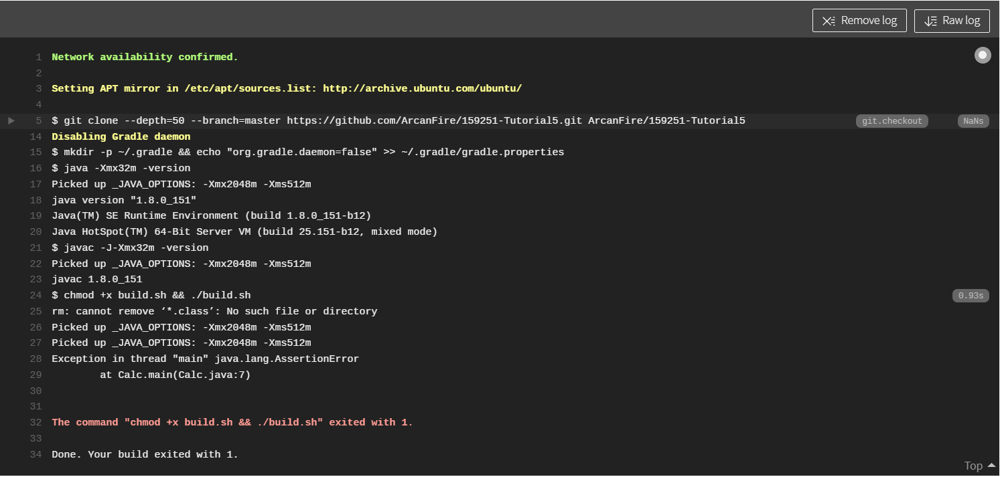 Remove log Raw log
1 Network availability confirmed.
2
3 Setting APT mirror in /etc/apt/sources.list: http://archive.ubuntu.com/ubuntu/
4
5 $ git clone --depth=50 --branch=master https://github.com/ArcanFire/159251-Tutorial5.git ArcanFire/159251-Tutorial5 git.checkout NaNs
14 Disabling Gradle daemon
15 $ mkdir -p ~/.gradle && echo "org.gradle.daemon=false" >> ~/.gradle/gradle.properties
16 $ java -Xmx32m -version
17 Picked up _JAVA_OPTIONS: -Xmx2048m -Xms512m
18 java version "1.8.0_151"
19 Java(TM) SE Runtime Environment (build 1.8.0_151-b12)
20 Java HotSpot(TM) 64-Bit Server VM (build 25.151-b12, mixed mode)
21 $ javac -J-Xmx32m -version
22 Picked up _JAVA_OPTIONS: -Xmx2048m -Xms512m
23 javac 1.8.0_151
24 $ chmod +x build.sh && ./build.sh 0.93s
25 rm: cannot remove ‘*.class’: No such file or directory
26 Picked up _JAVA_OPTIONS: -Xmx2048m -Xms512m
27 Picked up _JAVA_OPTIONS: -Xmx2048m -Xms512m
28 Exception in thread "main" java.lang.AssertionError
29 at Calc.main(Calc.java:7)
30
31
32 The command "chmod +x build.sh && ./build.sh" exited with 1.
33
34 Done. Your build exited with 1.
Top